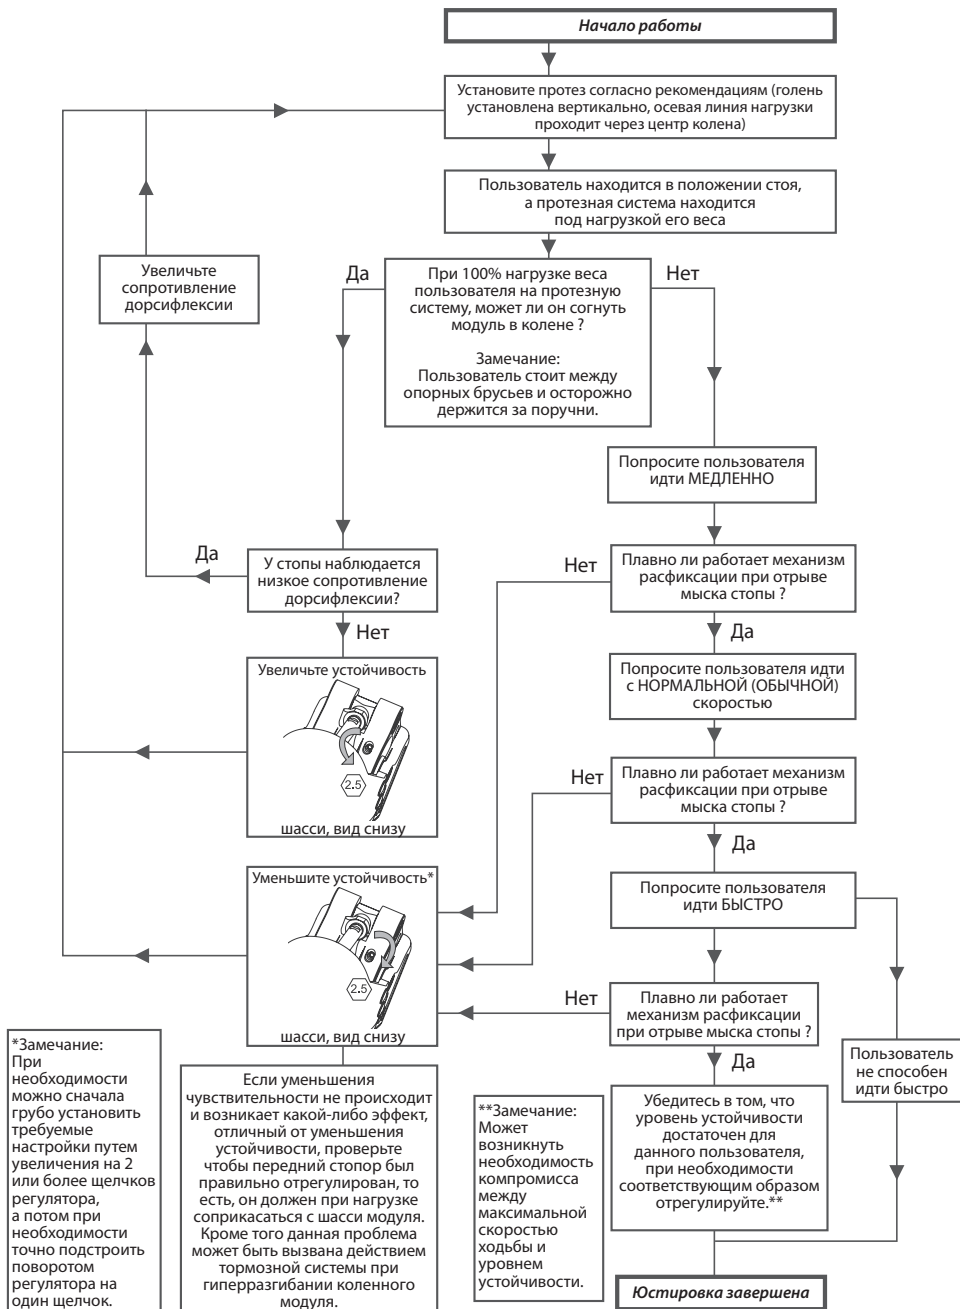 Начало работы
Установите протез согласно рекомендациям (голень
установлена вертикально, осевая линия нагрузки
проходит через центр колена)
Пользователь находится в положении стоя,
а протезная система находится
под нагрузкой его веса
Увеличьте
сопротивление
дорсифлексии
Да
При 100% нагрузке веса
пользователя на протезную
систему, может ли он согнуть
модуль в колене ?
Замечание:
Пользователь стоит между
опорных брусьев и осторожно
держится за поручни.
Нет
Попросите пользователя
идти МЕДЛЕННО
Да
У стопы наблюдается
низкое сопротивление
дорсифлексии?
Нет
Нет
Плавно ли работает механизм
расфиксации при отрыве
мыска стопы ?
Да
Увеличьте устойчивость
2.5
шасси, вид снизу
Попросите пользователя идти
с НОРМАЛЬНОЙ (ОБЫЧНОЙ)
скоростью
Нет
Плавно ли работает механизм
расфиксации при отрыве
мыска стопы ?
Да
Уменьшите устойчивость*
2.5
шасси, вид снизу
Попросите пользователя
идти БЫСТРО
Нет
Плавно ли работает
механизм расфиксации
при отрыве мыска стопы ?
Да
Пользователь
не способен
идти быстро
*Замечание:
При
необходимости
можно сначала
грубо установить
требуемые
настройки путем
увеличения на 2
или более щелчков
регулятора,
а потом при
необходимости
точно подстроить
поворотом
регулятора на
один щелчок.
Если уменьшения
чувствительности не происходит
и возникает какой-либо эффект,
отличный от уменьшения
устойчивости, проверьте
чтобы передний стопор был
правильно отрегулирован, то
есть, он должен при нагрузке
соприкасаться с шасси модуля.
Кроме того данная проблема
может быть вызвана действием
тормозной системы при
гиперразгибании коленного
модуля.
**Замечание:
Может
возникнуть
необходимость
компромисса
между
максимальной
скоростью
ходьбы и
уровнем
устойчивости.
Убедитесь в том, что
уровень устойчивости
достаточен для
данного пользователя,
при необходимости
соответствующим образом
отрегулируйте.**
Юстировка завершена